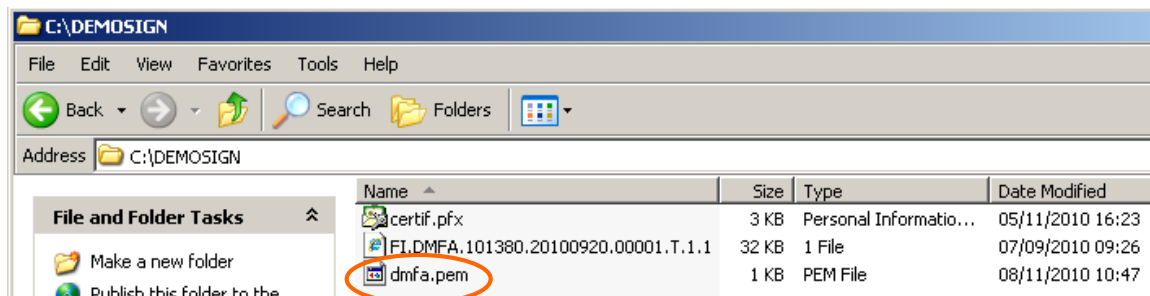 C:\DEMOSIGN
File Edit View Favorites Tools Help
Back Search Folders
Address C:\DEMOSIGN
Name Size Type Date Modified
File and Folder Tasks
certif.pfx 3 KB Personal Informatio... 05/11/2010 16:23
FI.DMFA.101380.20100920.00001.T.1.1 32 KB 1 File 07/09/2010 09:26
Make a new folder
dmfa.pem 1 KB PEM File 08/11/2010 10:47
Publish this folder to the